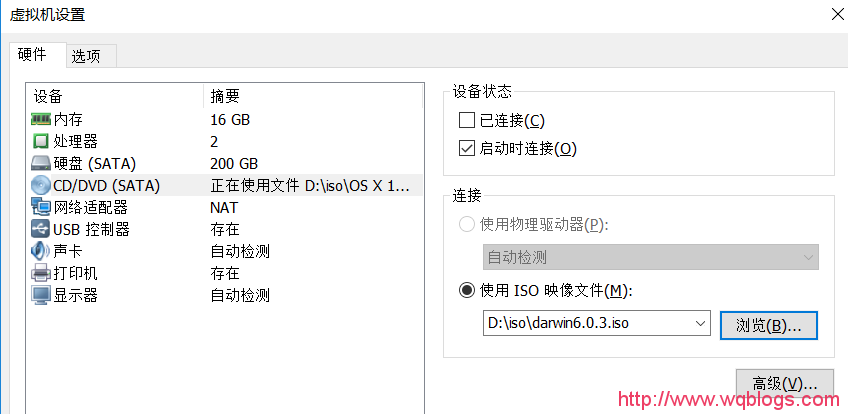 虚拟机设置
硬件 选项
设备 摘要
内存 16 GB
处理器 2
硬盘 (SATA) 200 GB
CD/DVD (SATA) 正在使用文件 D:\iso\OS X 1...
网络适配器 NAT
USB 控制器 存在
声卡 自动检测
打印机 存在
显示器 自动检测
设备状态
已连接(C)
启动时连接(O)
连接
使用物理驱动器(P):
自动检测
使用 ISO 映像文件(M):
D:\iso\darwin6.0.3.iso
浏览(B)...
高级(V)...
http://www.wqblogs.com